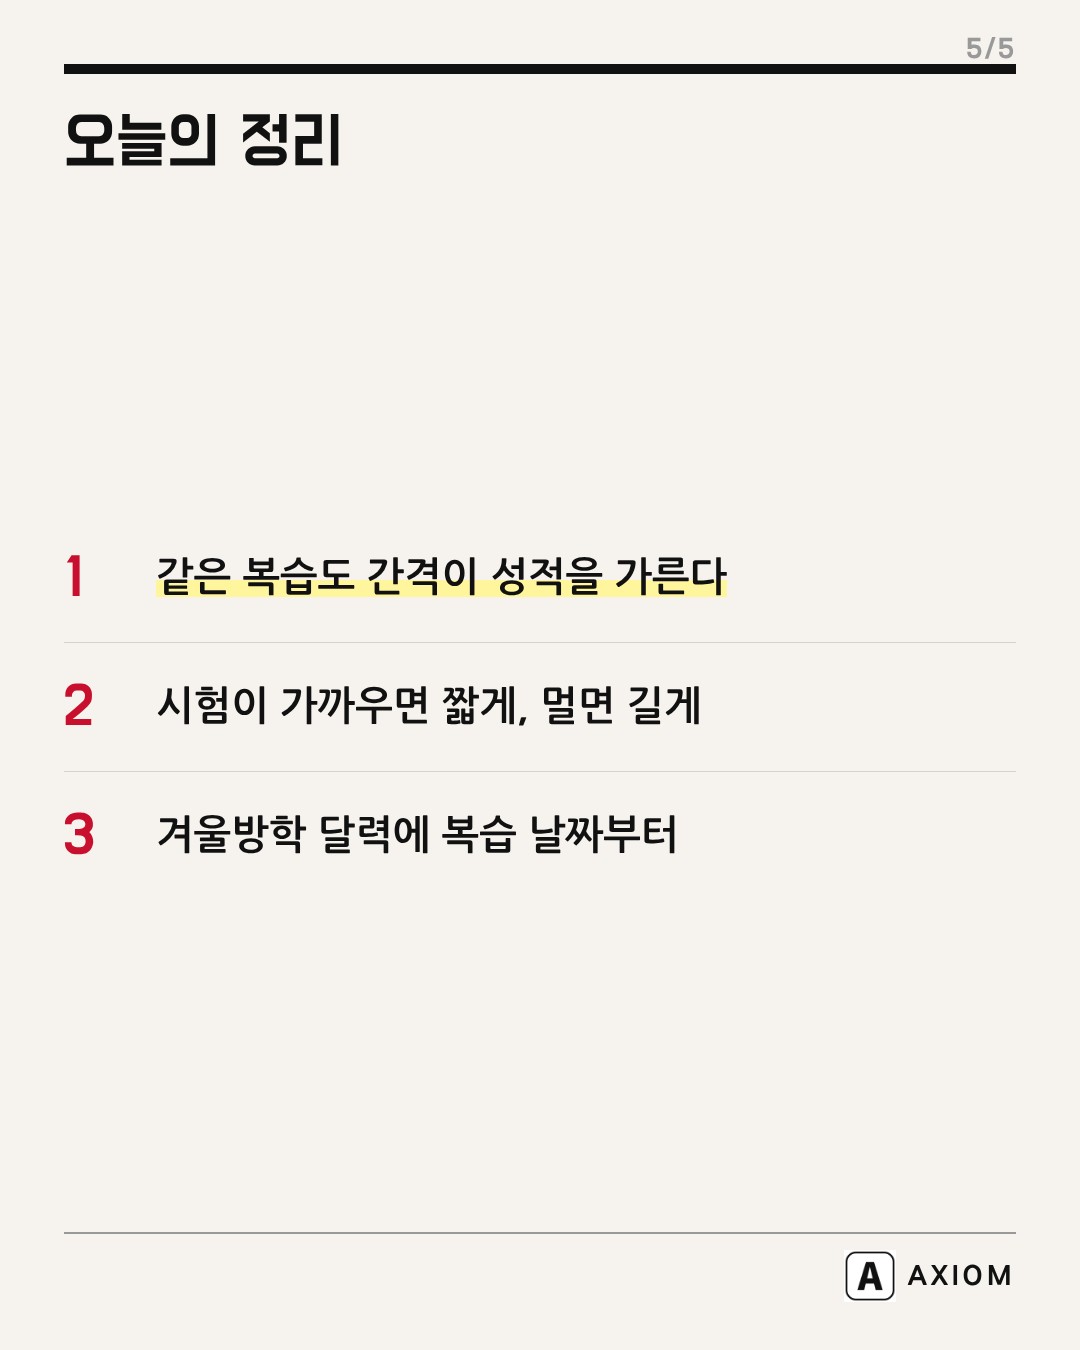 5/5
오늘의 정리
1 같은 복습도 간격이 성적을 가른다
2 시험이 가까우면 짧게, 멀면 길게
3 겨울방학 달력에 복습 날짜부터
A AXIOM